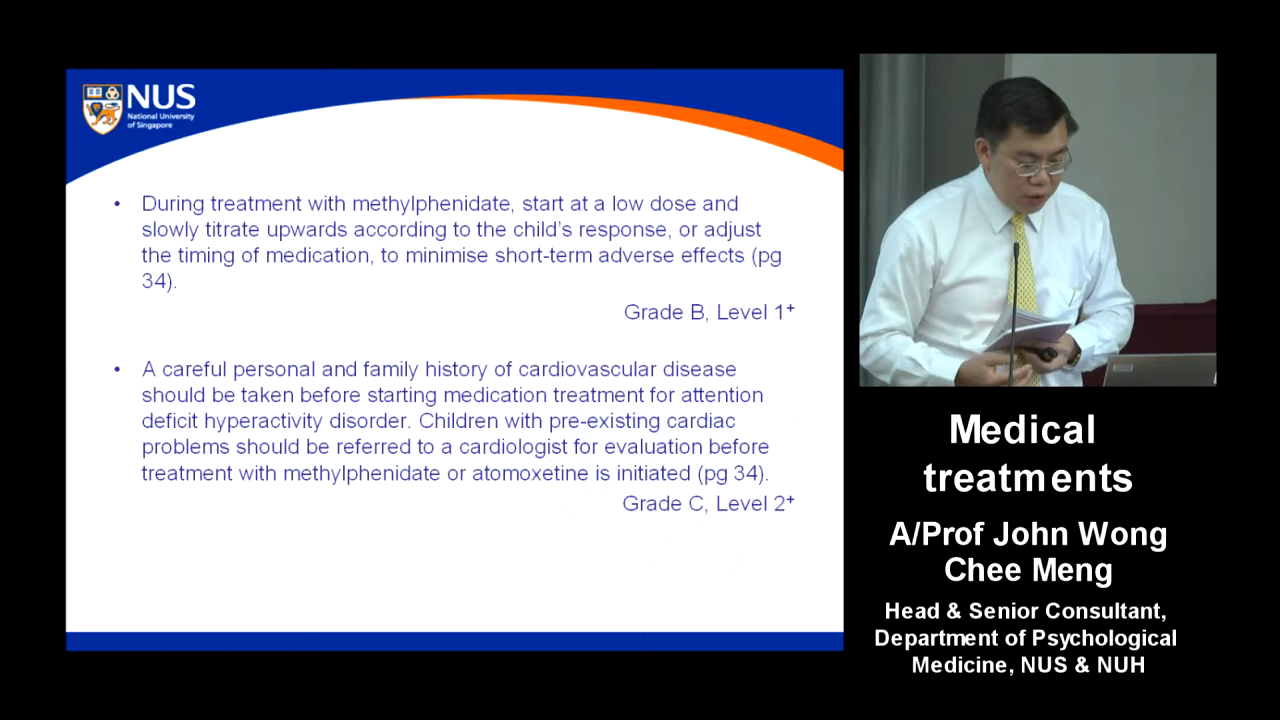 NUS
National University
of Singapore
• During treatment with methylphenidate, start at a low dose and
slowly titrate upwards according to the child's response, or adjust
the timing of medication, to minimise short-term adverse effects (pg
34).
Grade B, Level 1+
• A careful personal and family history of cardiovascular disease
should be taken before starting medication treatment for attention
deficit hyperactivity disorder. Children with pre-existing cardiac
problems should be referred to a cardiologist for evaluation before
treatment with methylphenidate or atomoxetine is initiated (pg 34).
Grade C, Level 2+
Medical
treatments
A/Prof John Wong
Chee Meng
Head & Senior Consultant,
Department of Psychological
Medicine, NUS & NUH